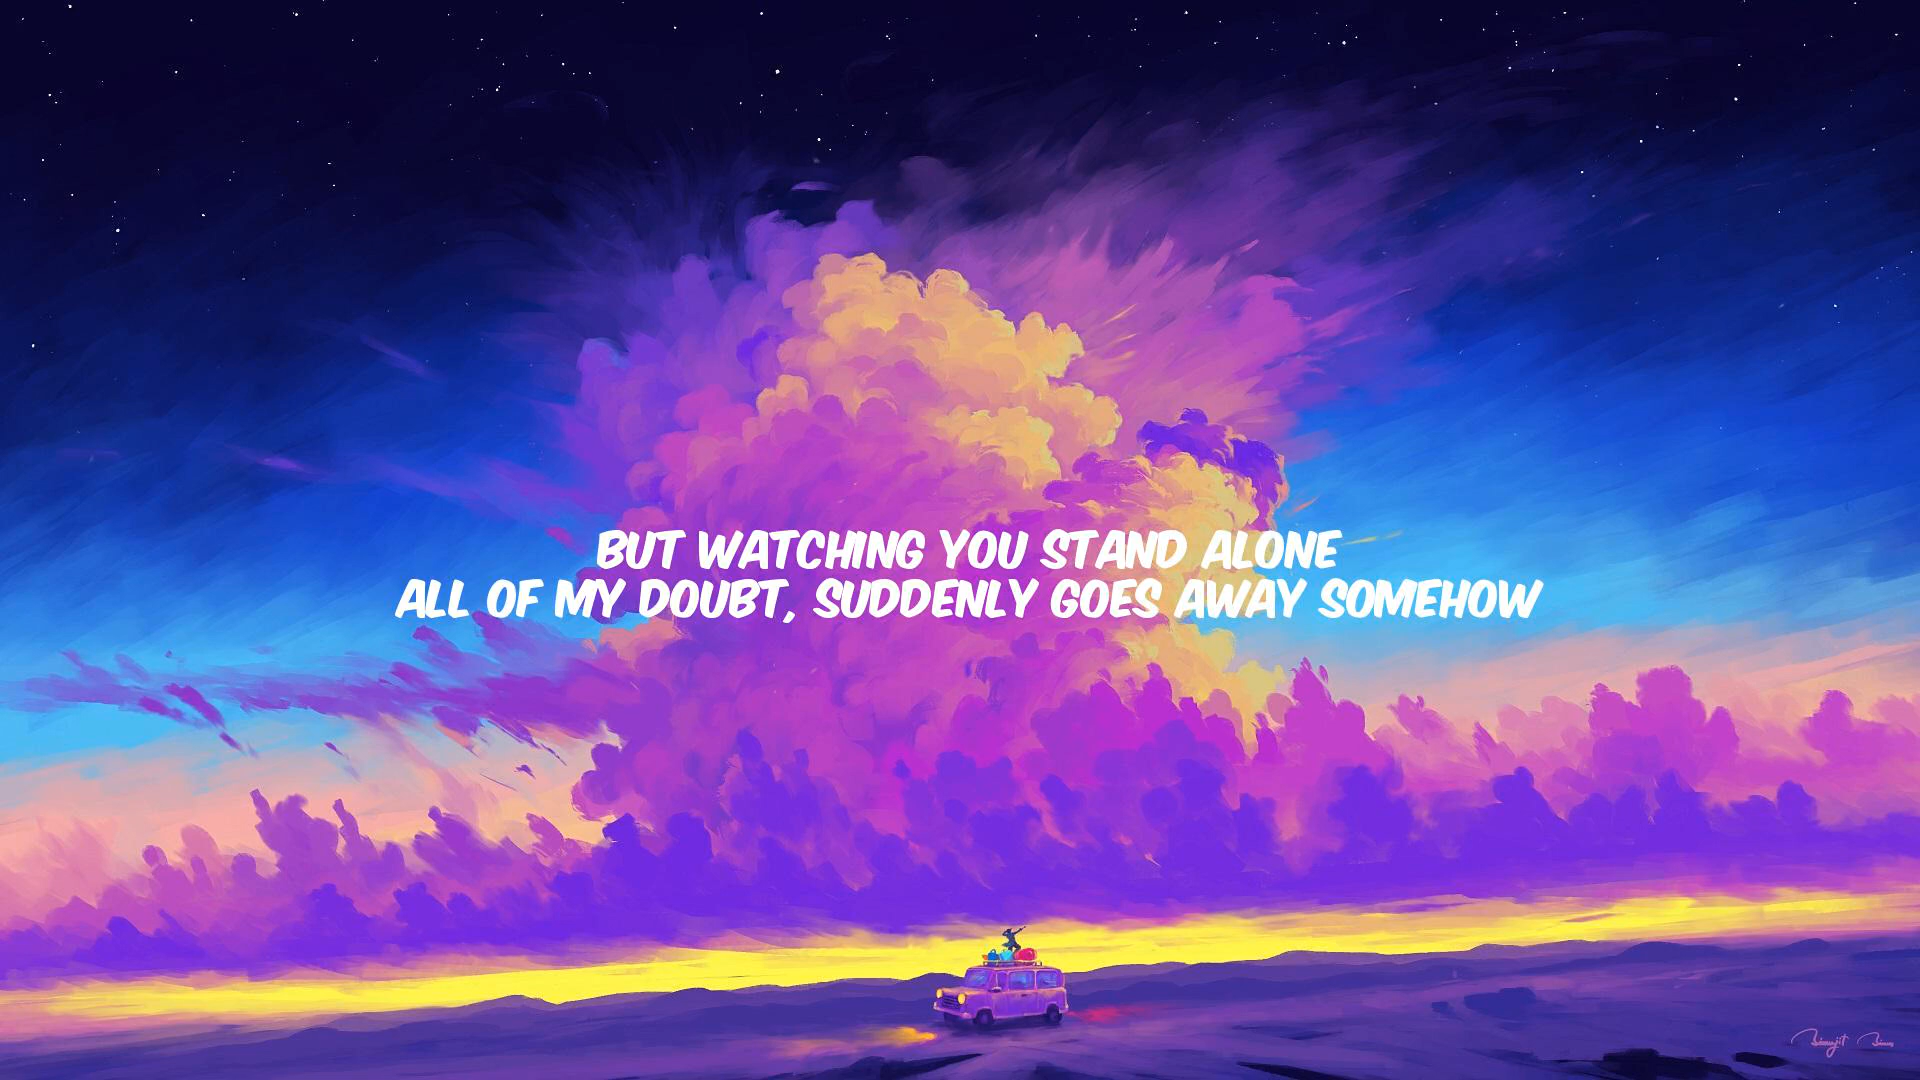 BUT WATCHING YOU STAND ALONE
ALL OF MY DOUBT, SUDDENLY GOES AWAY SOMEHOW